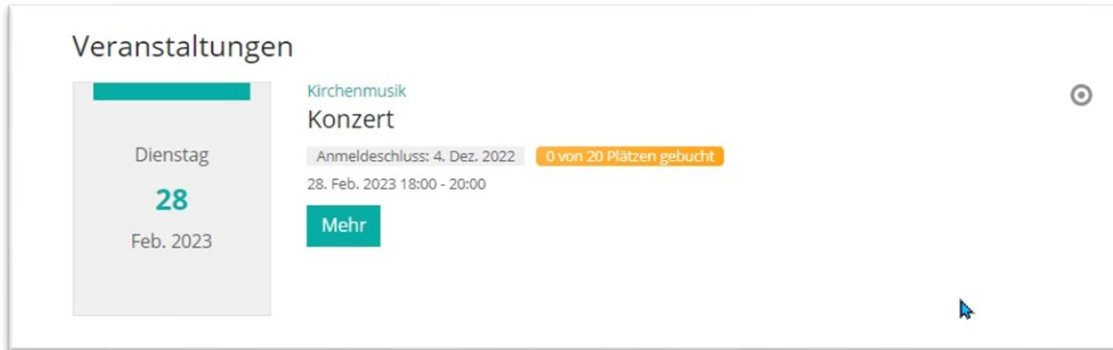 Veranstaltungen
Dienstag
28
Feb. 2023
Kirchenmusik
Konzert
Anmeldeschluss: 4. Dez. 2022 0 von 20 Plätzen gebucht
28. Feb. 2023 18:00 - 20:00
Mehr